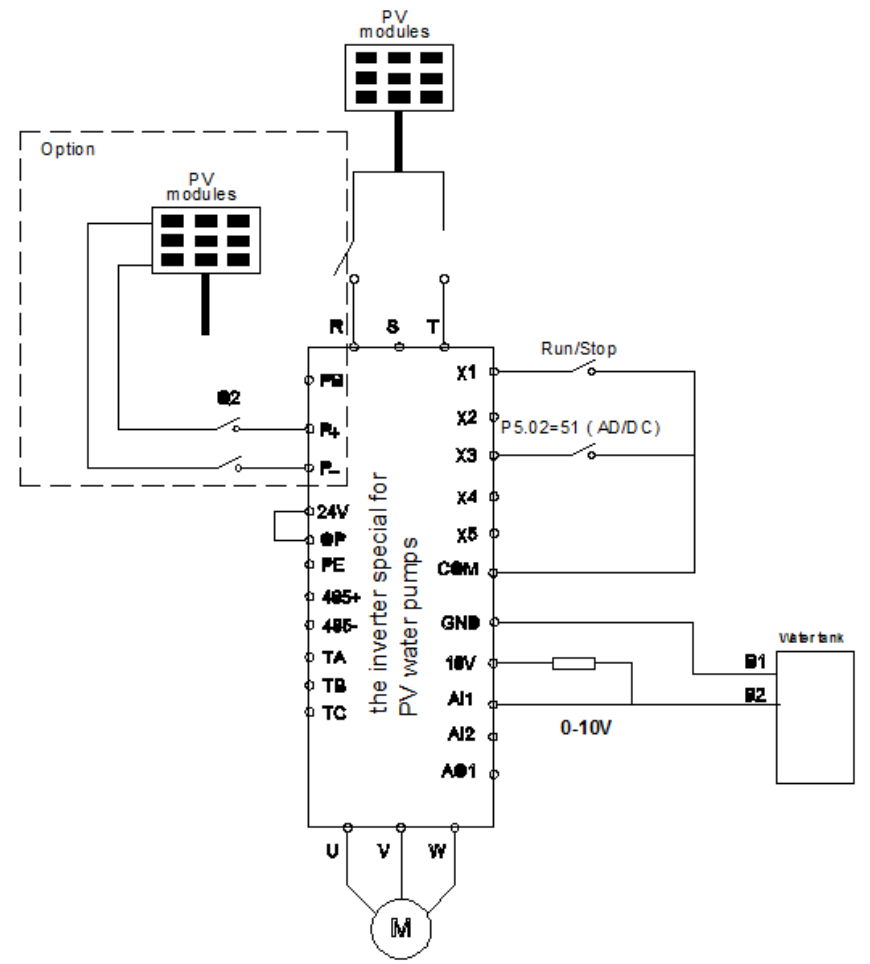 PV
modules
Option
PV
modules
R S T
Run/Stop
X1
X2
P5.02=51 ( AD/DC)
X3
X4
X5
COM
P+
P-
24V
OP
PE
485+
485-
TA
TB
TC
the inverter special for
PV water pumps
GND
10V
AI1
AI2
AO1
0-10V
Water tank
B1
B2
U V W
M